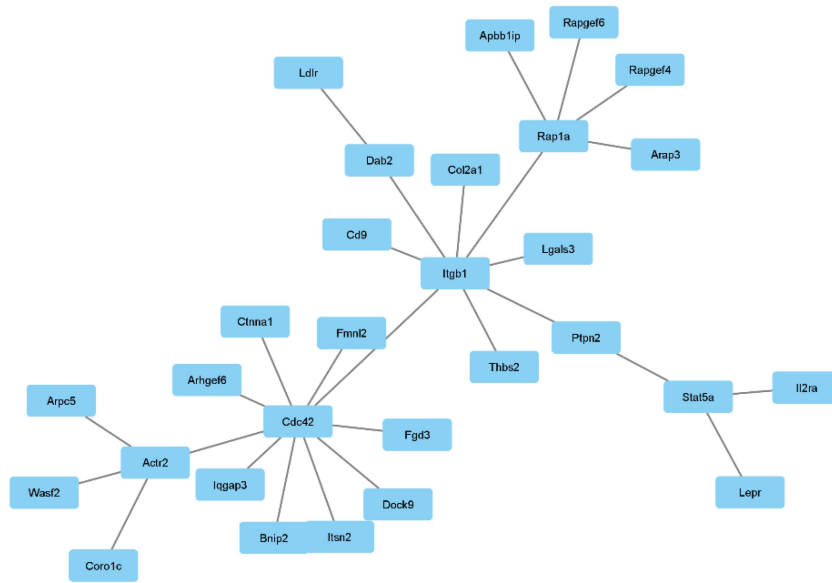 Rapgef6
Apbb1ip
Ldlr
Rapgef4
Rap1a
Dab2
Col2a1
Arap3
Cd9
Lgals3
Itgb1
Ctnna1
Fmnl2
Ptpn2
Thbs2
Arhgef6
Il2ra
Stat5a
Arpc5
Cdc42
Fgd3
Actr2
Iqgap3
Wasf2
Lepr
Dock9
Bnip2
Itsn2
Coro1c